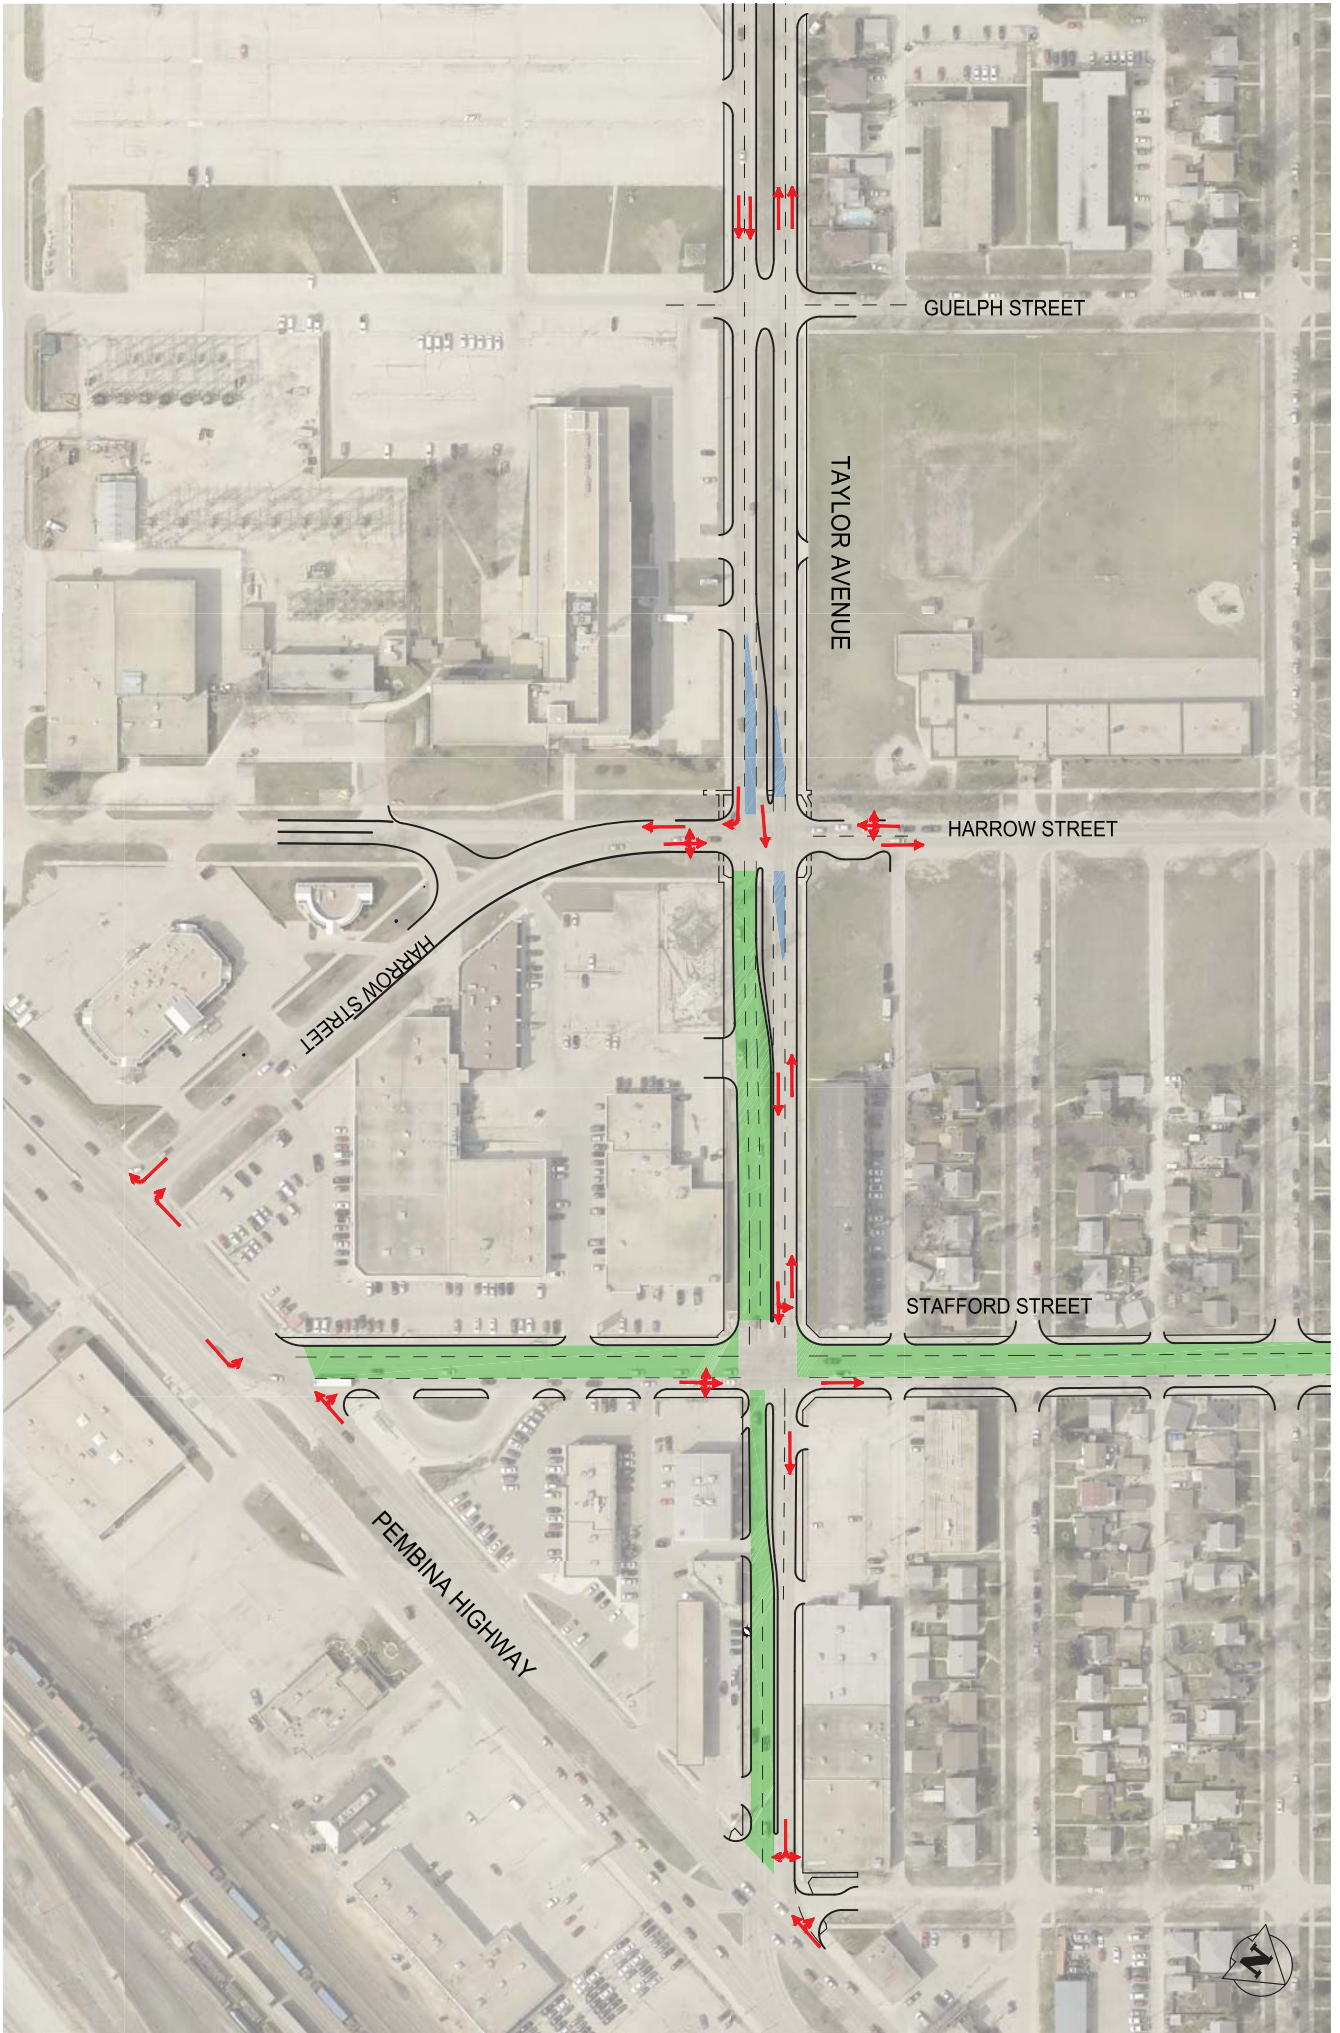 GUELPH STREET
TAYLOR AVENUE
HARROW STREET
HARROW STREET
STAFFORD STREET
PEMBINA HIGHWAY
N